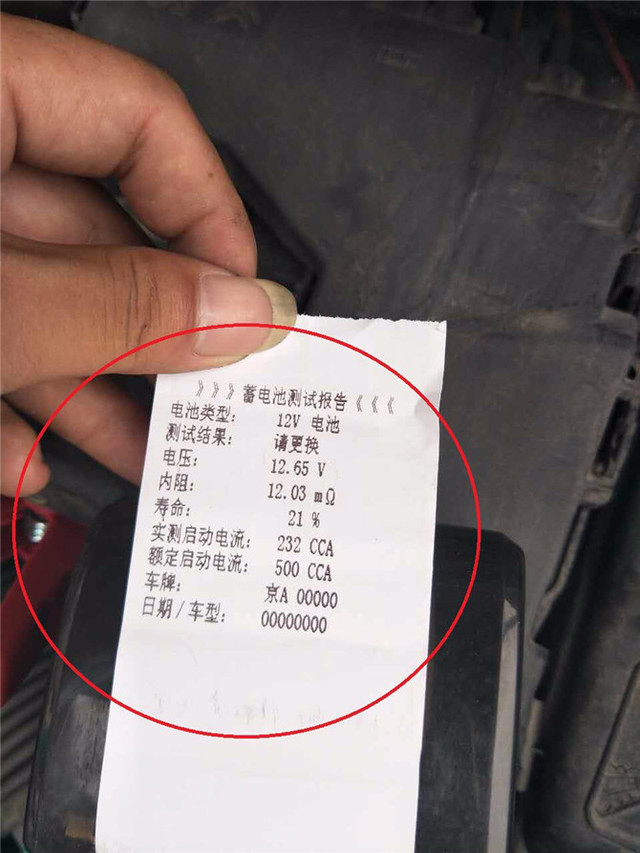 》》》蓄电池测试报告《《《
电池类型： 12V 电池
测试结果： 请更换
电压： 12.65 V
内阻： 12.03 mΩ
寿命： 21 %
实测启动电流： 232 CCA
额定启动电流： 500 CCA
车牌： 京A 00000
日期/车型： 00000000